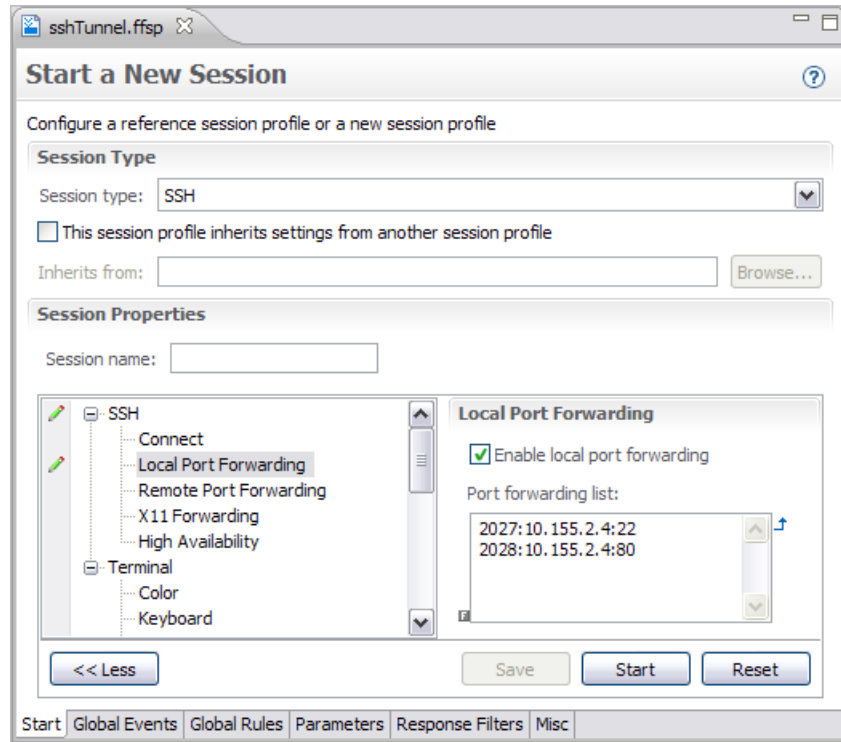 sshTunnel.ffsp
Start a New Session
?
Configure a reference session profile or a new session profile
Session Type
Session type: SSH
This session profile inherits settings from another session profile
Inherits from: Browse...
Session Properties
Session name:
SSH
Connect
Local Port Forwarding
Remote Port Forwarding
X11 Forwarding
High Availability
Terminal
Color
Keyboard
Local Port Forwarding
Enable local port forwarding
Port forwarding list:
2027:10.155.2.4:22
2028:10.155.2.4:80
F
<< Less Save Start Reset
Start Global Events Global Rules Parameters Response Filters Misc